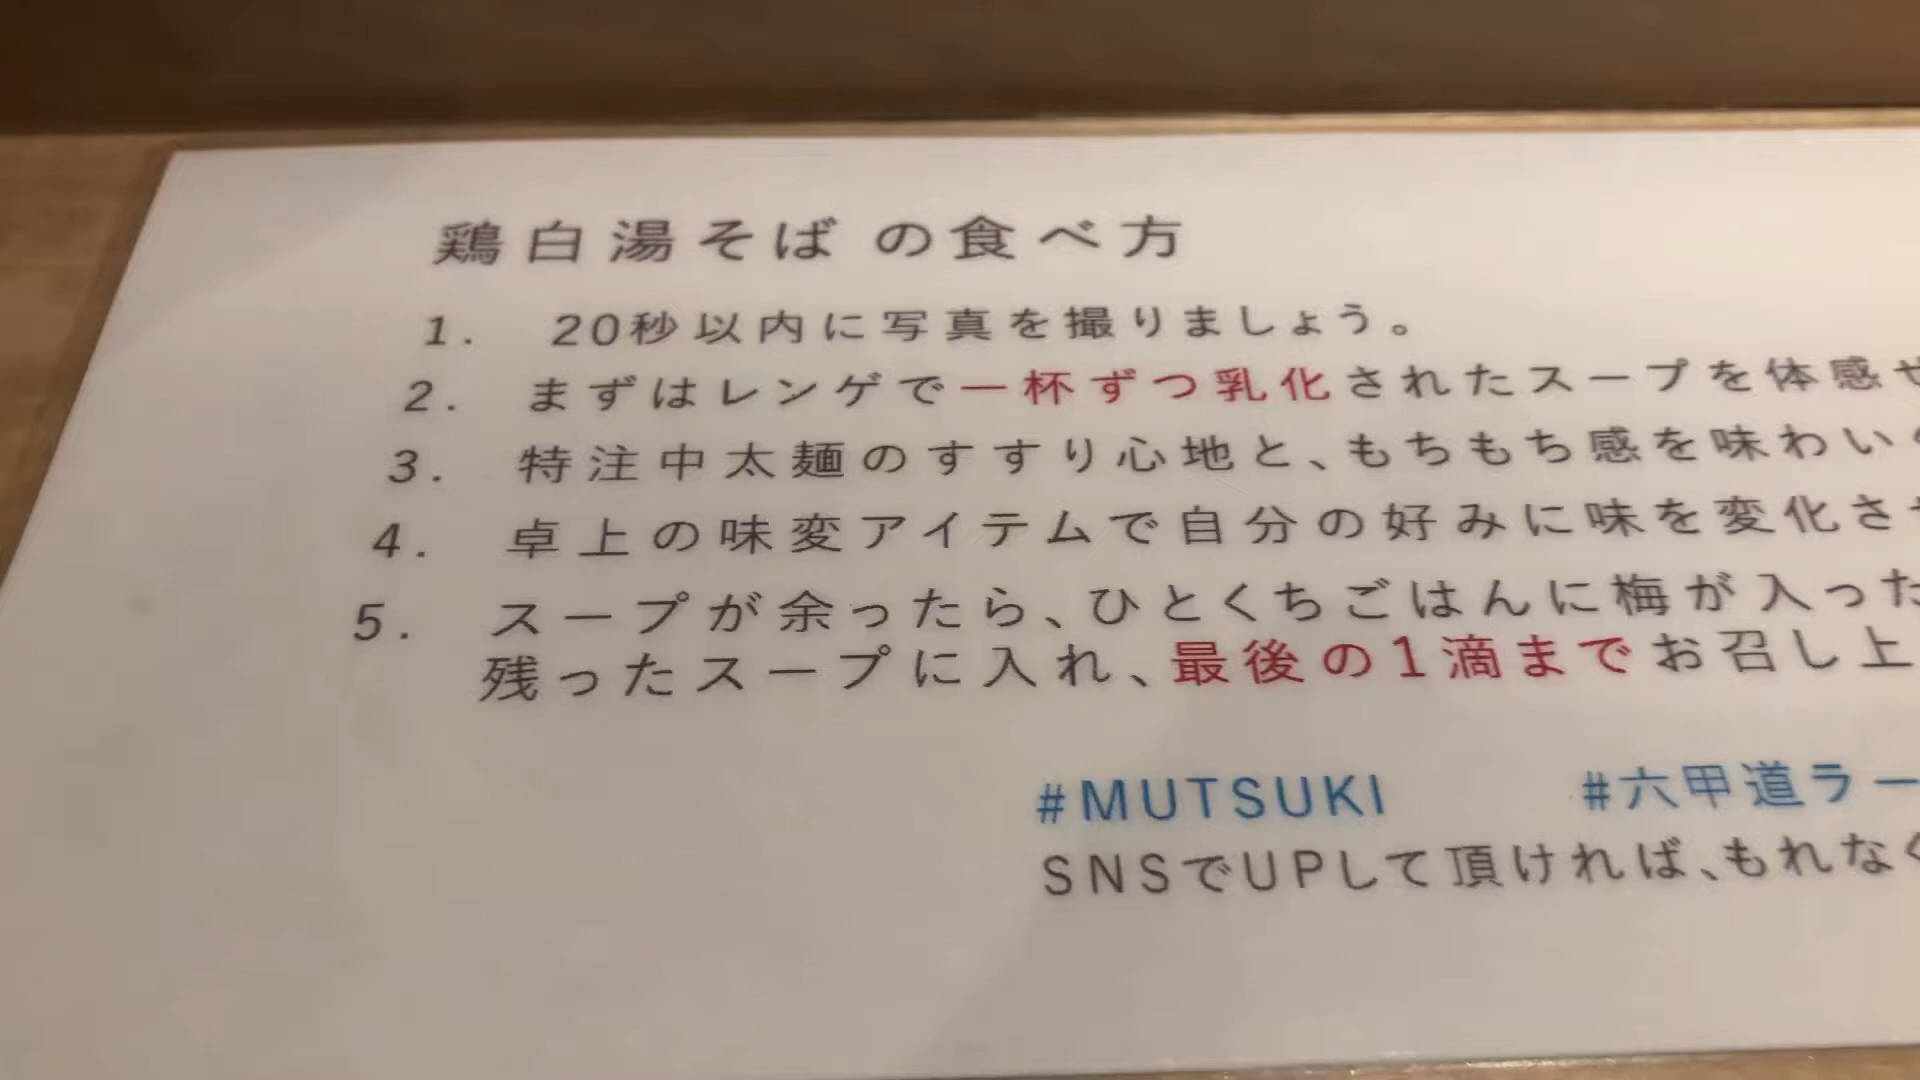 鶏白湯そば の食べ方
1. 20秒以内に写真を撮りましょう。
2. まずはレンゲで一杯ずつ乳化されたスープを体感せ
3. 特注中太麺のすすり心地と、もちもち感を味わい
4. 卓上の味変アイテムで自分の好みに味を変化さ
5. スープが余ったら、ひとくちごはんに梅が入った
残ったスープに入れ、最後の1滴までお召し上
#MUTSUKI #六甲道ラー
SNSでUPして頂ければ、もれなく